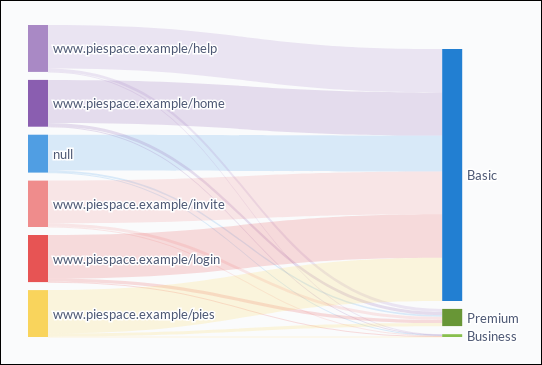 www.piespace.example/help
www.piespace.example/home
null
Basic
www.piespace.example/invite
www.piespace.example/login
www.piespace.example/pies
Premium
Business